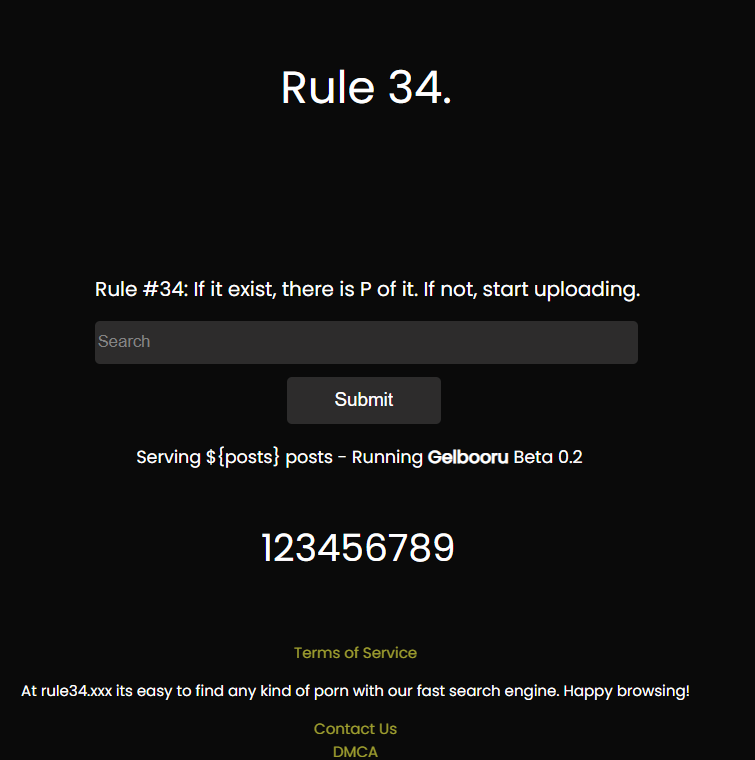 Rule 34.
Rule #34: If it exist, there is P of it. If not, start uploading.
Search
Submit
Serving ${posts} posts - Running Gelbooru Beta 0.2
123456789
Terms of Service
At rule34.xxx its easy to find any kind of porn with our fast search engine. Happy browsing!
Contact Us
DMCA